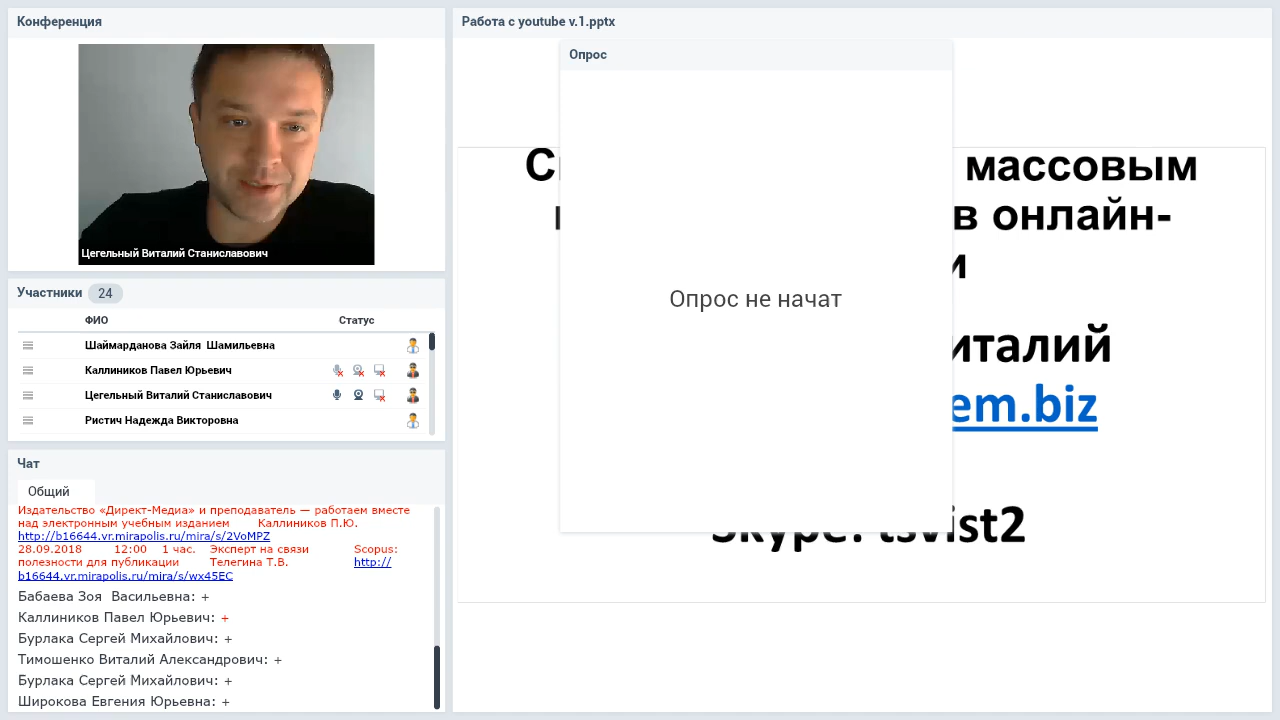 Конференция
Цегельный Виталий Станиславович
Участники 24
ФИО Статус
Шаймарданова Зайля Шамильевна
Каллиников Павел Юрьевич
Цегельный Виталий Станиславович
Ристич Надежда Викторовна
Чат
Общий
Издательство «Директ-Медиа» и преподаватель — работаем вместе
над электронным учебным изданием Каллиников П.Ю.
http://b16644.vr.mirapolis.ru/mira/s/2VoMPZ
28.09.2018 12:00 1 час. Эксперт на связи Scopus:
полезности для публикации Телегина Т.В. http://
b16644.vr.mirapolis.ru/mira/s/wx45EC
Бабаева Зоя Васильевна: +
Каллиников Павел Юрьевич: +
Бурлака Сергей Михайлович: +
Тимошенко Виталий Александрович: +
Бурлака Сергей Михайлович: +
Широкова Евгения Юрьевна: +
Работа с youtube v.1.pptx
Опрос
Опрос не начат
массовым
в онлайн-
италий
em.biz
Skype: tsvist2